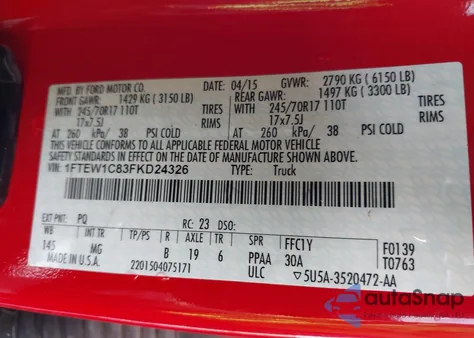 MFD. BY FORD MOTOR CO.
DATE: 04/15 GVWR: 2790 KG ( 6150 LB)
FRONT GAWR: 1429 KG ( 3150 LB) REAR GAWR: 1497 KG ( 3300 LB)
WITH 245/70R17 110T TIRES WITH 245/70R17 110T TIRES
17x7.5J RIMS 17x7.5J RIMS
AT 260 kPa/ 38 PSI COLD AT 260 kPa/ 38 PSI COLD
THIS VEHICLE CONFORMS TO ALL APPLICABLE FEDERAL MOTOR VEHICLE
SAFETY AND THEFT PREVENTION STANDARDS IN EFFECT ON THE DATE OF MANUFACTURE
SHOWN ABOVE.
VIN: 1FTEW1C83FKD24326 TYPE: Truck
EXT PNT: PQ RC: 23 DSO:
WB INT TR TP/PS R AXLE TR SPR FFC1Y F0139
145 MG B 19 6 PPAA 30A T0763
MADE IN U.S.A. 2201504075171 ULC 5U5A-3520472-AA
autoSnap